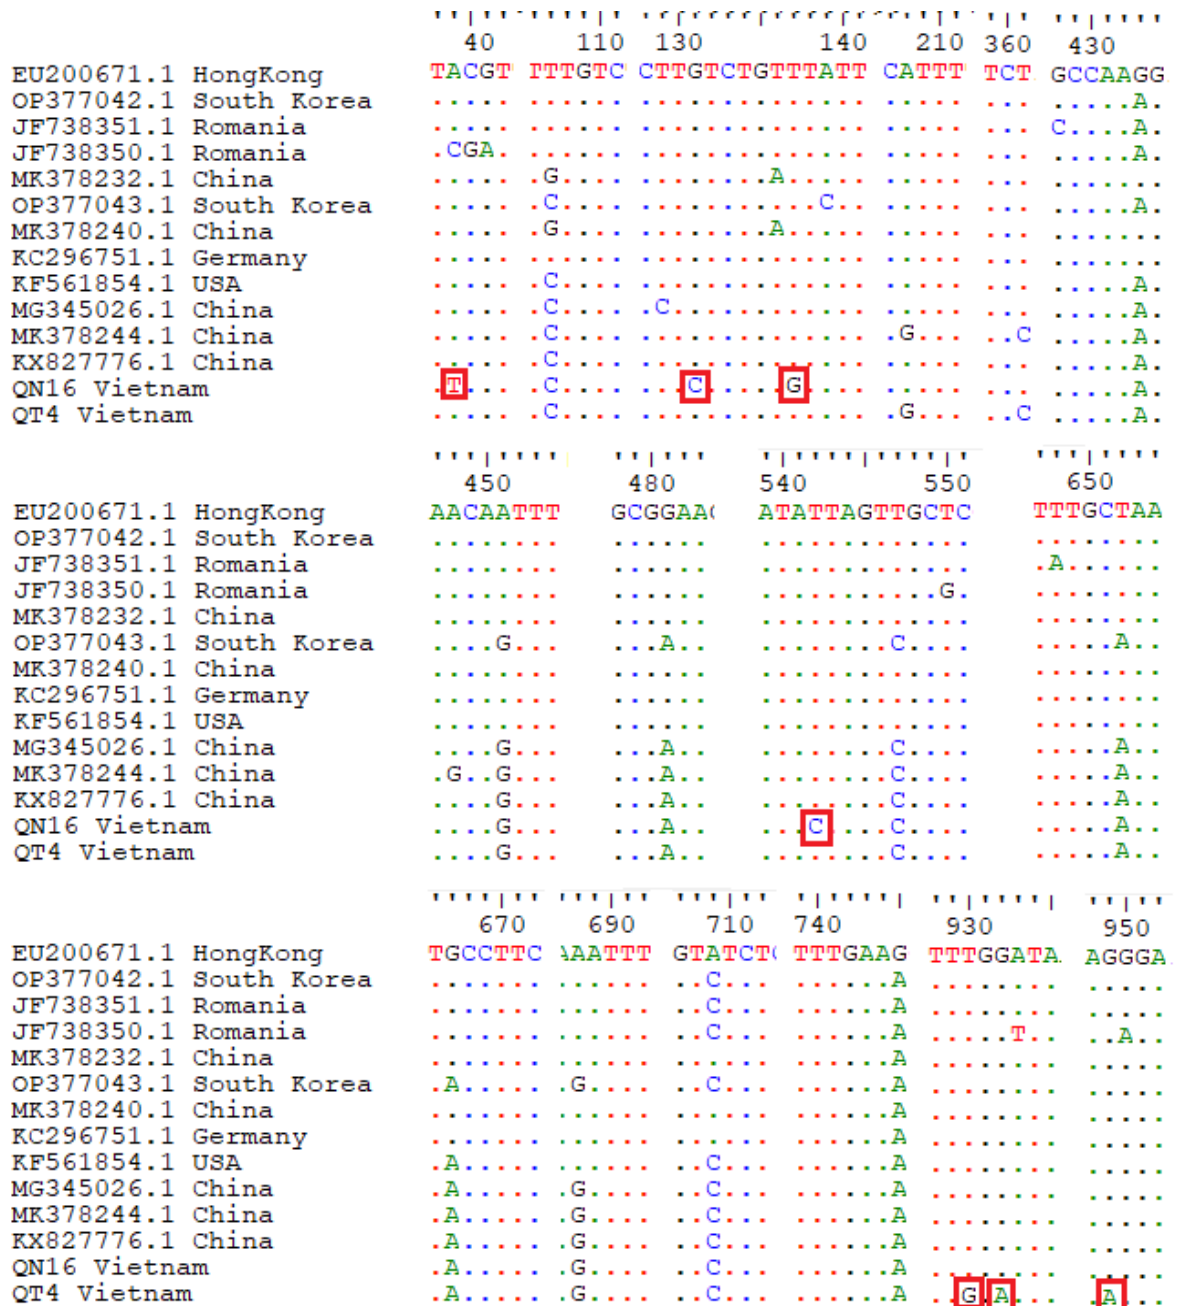 40 110 130 140 210 360 430
EU200671.1 HongKong TACGT TTTGTC CTTGTCTGTTTATT CATTT TCT GCCAAGG
OP377042.1 South Korea ..... ...... .............. ..... ... .....A.
JF738351.1 Romania ..... ...... .............. ..... ... C....A.
JF738350.1 Romania .CGA. ...... .............. ..... ... .....A.
MK378232.1 China ..... .G.... ........A..... ..... ... .......
OP377043.1 South Korea ..... .C.... ...........C.. ..... ... .....A.
MK378240.1 China ..... .G.... ........A..... ..... ... .......
KC296751.1 Germany ..... ...... .............. ..... ... .......
KF561854.1 USA ..... .C.... .............. ..... ... .....A.
MG345026.1 China ..... .C.... .C............ ..... ... .....A.
MK378244.1 China ..... .C.... .............. .G... ..C .....A.
KX827776.1 China ..... .C.... .............. ..... ... .....A.
QN16 Vietnam .T... .C.... ...C.....G.... ..... ... .....A.
QT4 Vietnam ..... .C.... .............. .G... ..C .....A.
450 480 540 550 650
EU200671.1 HongKong AACAATTT GCGGAA ATATTAGTTGCTC TTTGCTAA
OP377042.1 South Korea ........ ...... ............. ........
JF738351.1 Romania ........ ...... ............. .A......
JF738350.1 Romania ........ ...... ...........G. ........
MK378232.1 China ........ ...... ............. ........
OP377043.1 South Korea ....G... ...A.. ........C.... .....A..
MK378240.1 China ........ ...... ............. ........
KC296751.1 Germany ........ ...... ............. ........
KF561854.1 USA ........ ...... ............. ........
MG345026.1 China ....G... ...A.. ........C.... .....A..
MK378244.1 China .G..G... ...A.. ........C.... .....A..
KX827776.1 China ....G... ...A.. ........C.... .....A..
QN16 Vietnam ....G... ...A.. ...C....C.... .....A..
QT4 Vietnam ....G... ...A.. ........C.... .....A..
670 690 710 740 930 950
EU200671.1 HongKong TGCCTTC AAATTT GTATCT TTTGAAG TTTGGATA AGGGA
OP377042.1 South Korea ....... ...... ..C... ......A ........ .....
JF738351.1 Romania ....... ...... ..C... ......A ........ .....
JF738350.1 Romania ....... ...... ..C... ......A .....T.. ..A..
MK378232.1 China ....... ...... ...... ......A ........ .....
OP377043.1 South Korea .A..... .G.... ..C... ......A ........ .....
MK378240.1 China ....... ...... ...... ......A ........ .....
KC296751.1 Germany ....... ...... ...... ......A ........ .....
KF561854.1 USA .A..... ...... ..C... ......A ........ .....
MG345026.1 China .A..... .G.... ..C... ......A ........ .....
MK378244.1 China .A..... .G.... ..C... ......A ........ .....
KX827776.1 China .A..... .G.... ..C... ......A ........ .....
QN16 Vietnam .A..... .G.... ..C... ......A ........ .....
QT4 Vietnam .A..... .G.... ..C... ......A ..G.A... .A...